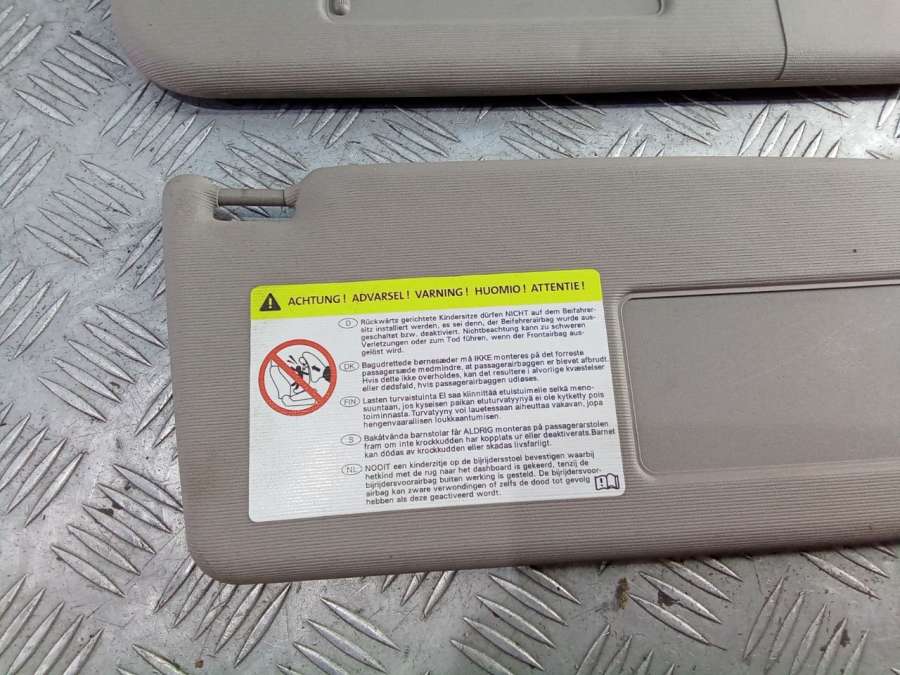 ACHTUNG! ADVARSEL! VARNING! HUOMIO! ATTENTIE!
D Rückwärts gerichtete Kindersitze dürfen NICHT auf dem Beifahrer-
sitz installiert werden, es sei denn, der Beifahrerairbag wurde aus-
geschaltet bzw. deaktiviert. Nichtbeachtung kann zu schweren
Verletzungen oder zum Tod führen, wenn der Frontairbag aus-
gelöst wird.
DK Bagudrettede børnesæder må IKKE monteres på det forreste
passagersæde medmindre, at passagerairbaggen er blevet afbrudt.
Hvis dette ikke overholdes, kan det resultere i alvorlige kvæstelser
eller dødsfald, hvis passagerairbaggen udløses.
FIN Lasten turvaistuinta EI saa kiinnittää etuistuimelle selkä meno-
suuntaan, jos kyseisen paikan etuturvatyynyä ei ole kytketty pois
toiminnasta. Turvatyyny voi lauetessaan aiheuttaa vakavan, jopa
hengenvaarallisen loukkaantumisen.
S Bakåtvända barnstolar får ALDRIG monteras på passagerarstolen
fram om inte krockkudden har kopplats ur eller deaktiverats.Barnet
kan dödas av krockkudden eller skadas livsfarligt.
NL NOOIT een kinderzitje op de bijrijdersstoel bevestigen waarbij
hetkind met de rug naar het dashboard is gekeerd, tenzij de
bijrijdersvoorairbag buiten werking is gesteld. De bijrijdersvoor-
airbag kan zware verwondingen of zelfs de dood tot gevolg
hebben als deze geactiveerd wordt.